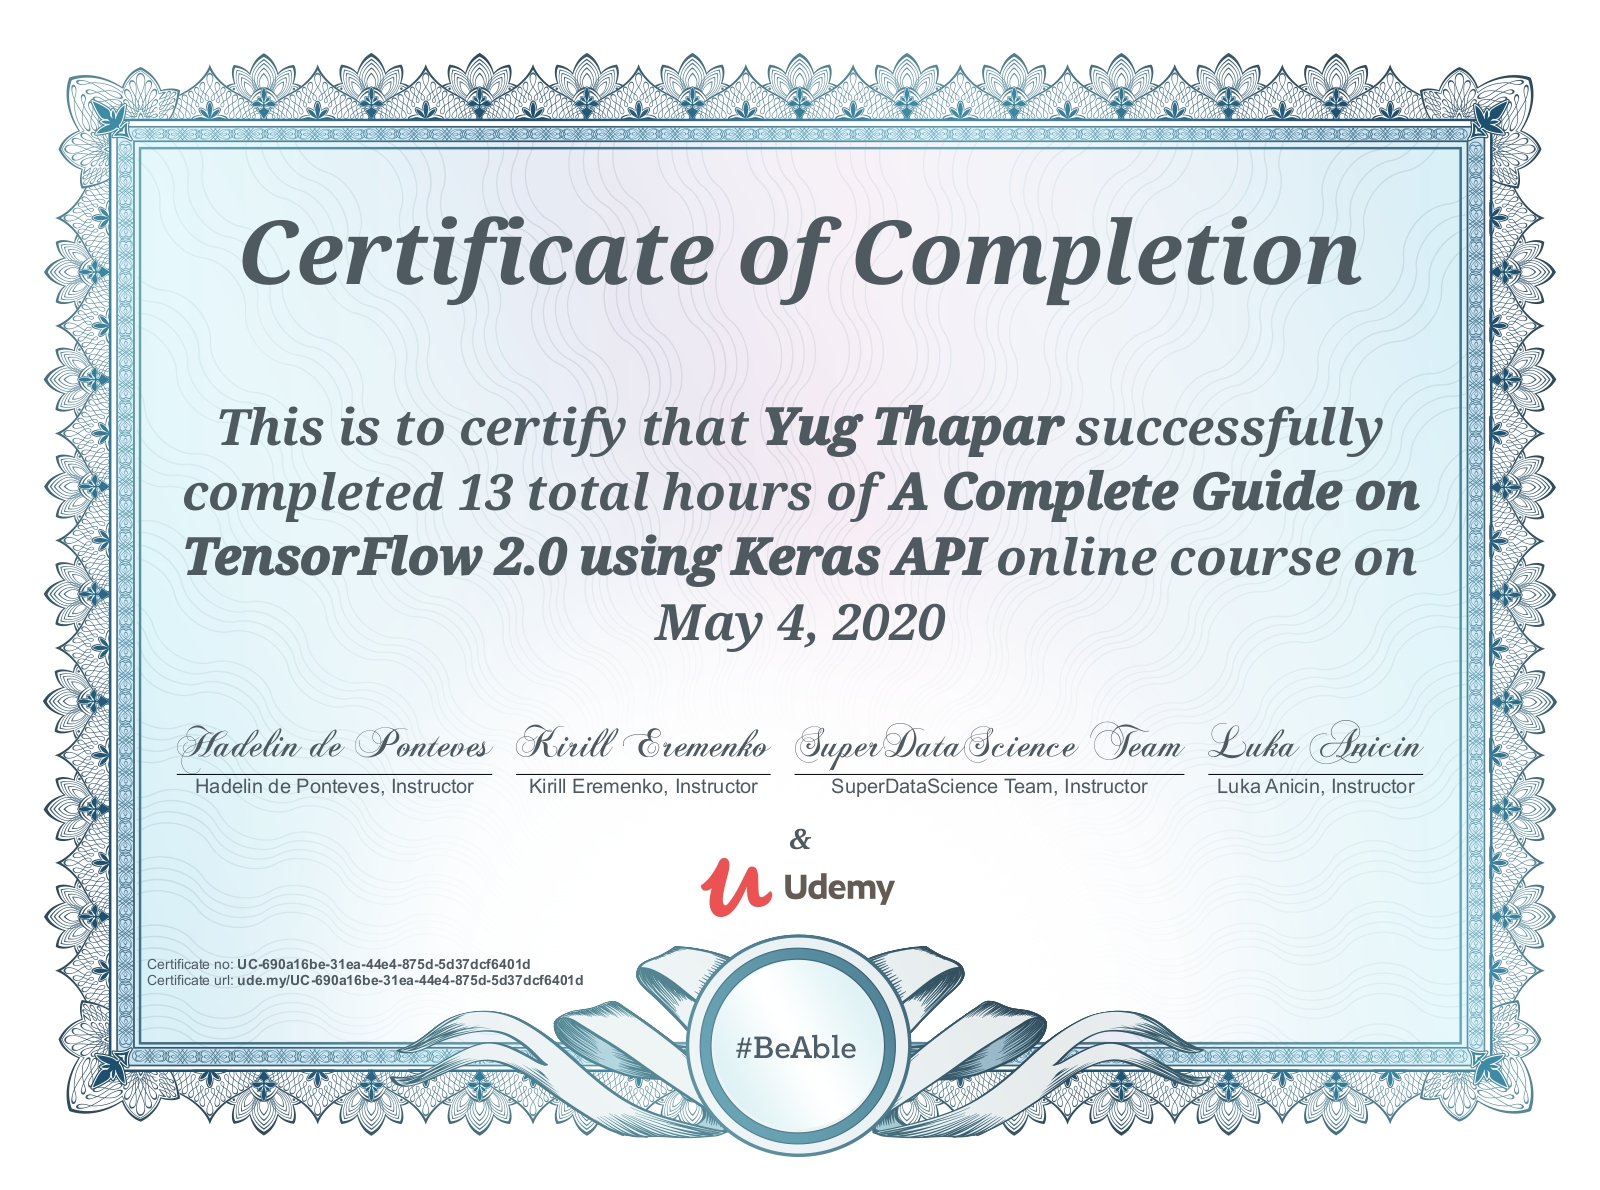 Certificate of Completion
This is to certify that Yug Thapar successfully
completed 13 total hours of A Complete Guide on
TensorFlow 2.0 using Keras API online course on
May 4, 2020
Hadelin de Ponteves Kirill Eremenko SuperDataScience Team Luka Anicin
Hadelin de Ponteves, Instructor Kirill Eremenko, Instructor SuperDataScience Team, Instructor Luka Anicin, Instructor
&
Udemy
Certificate no: UC-690a16be-31ea-44e4-875d-5d37dcf6401d
Certificate url: ude.my/UC-690a16be-31ea-44e4-875d-5d37dcf6401d
#BeAble